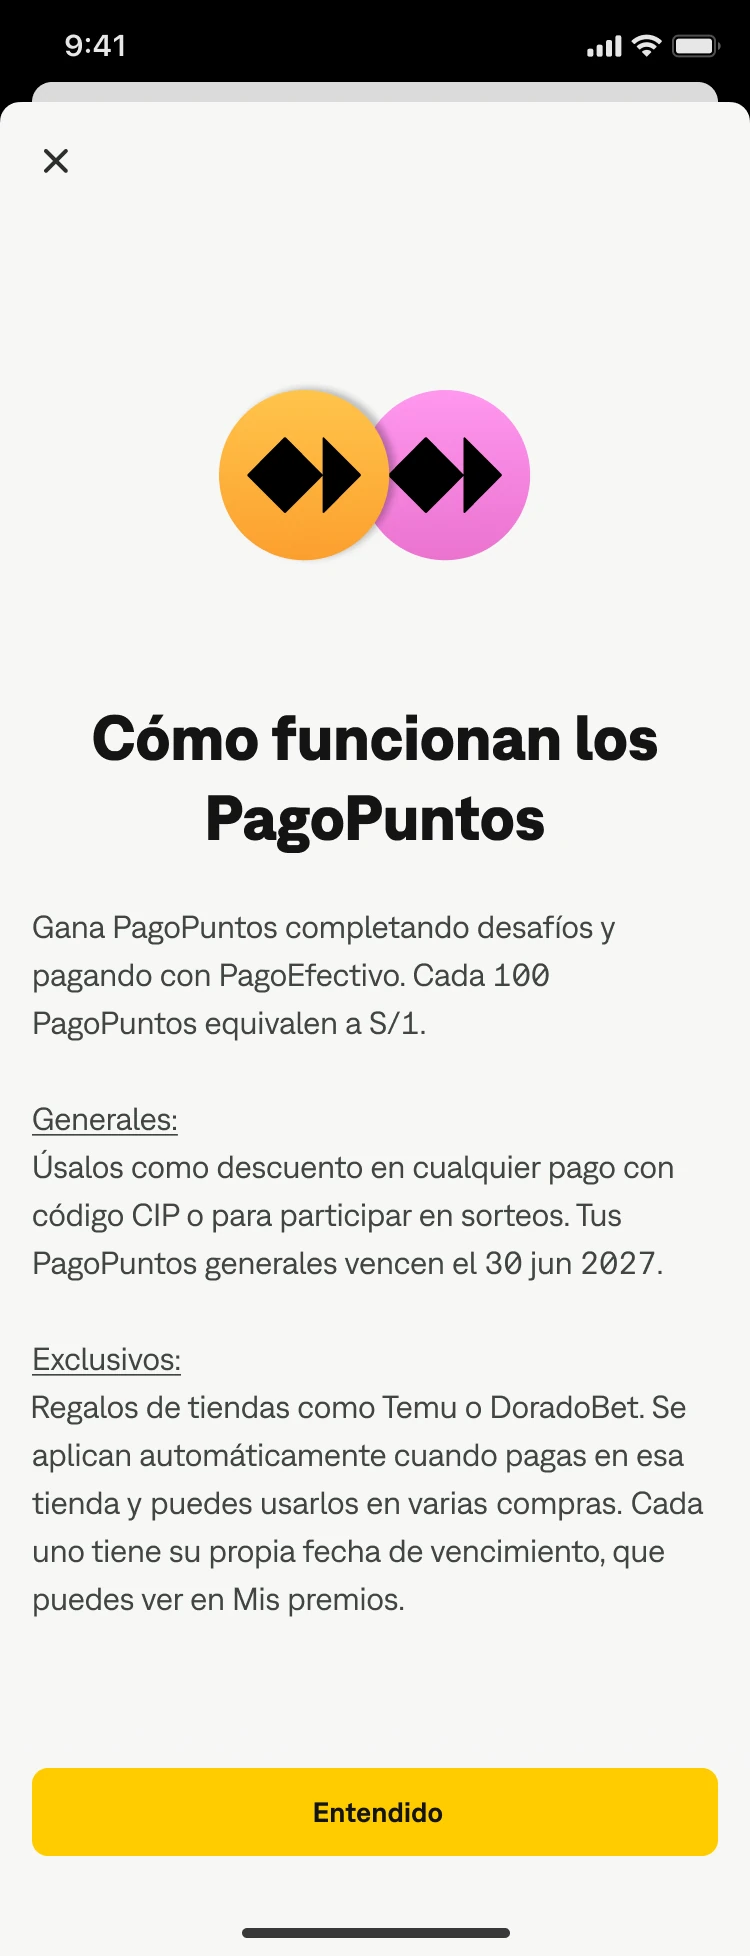 9:41
Cómo funcionan los
PagoPuntos
Gana PagoPuntos completando desafíos y
pagando con PagoEfectivo. Cada 100
PagoPuntos equivalen a S/1.
Generales:
Úsalos como descuento en cualquier pago con
código CIP o para participar en sorteos. Tus
PagoPuntos generales vencen el 30 jun 2027.
Exclusivos:
Regalos de tiendas como Temu o DoradoBet. Se
aplican automáticamente cuando pagas en esa
tienda y puedes usarlos en varias compras. Cada
uno tiene su propia fecha de vencimiento, que
puedes ver en Mis premios.
Entendido